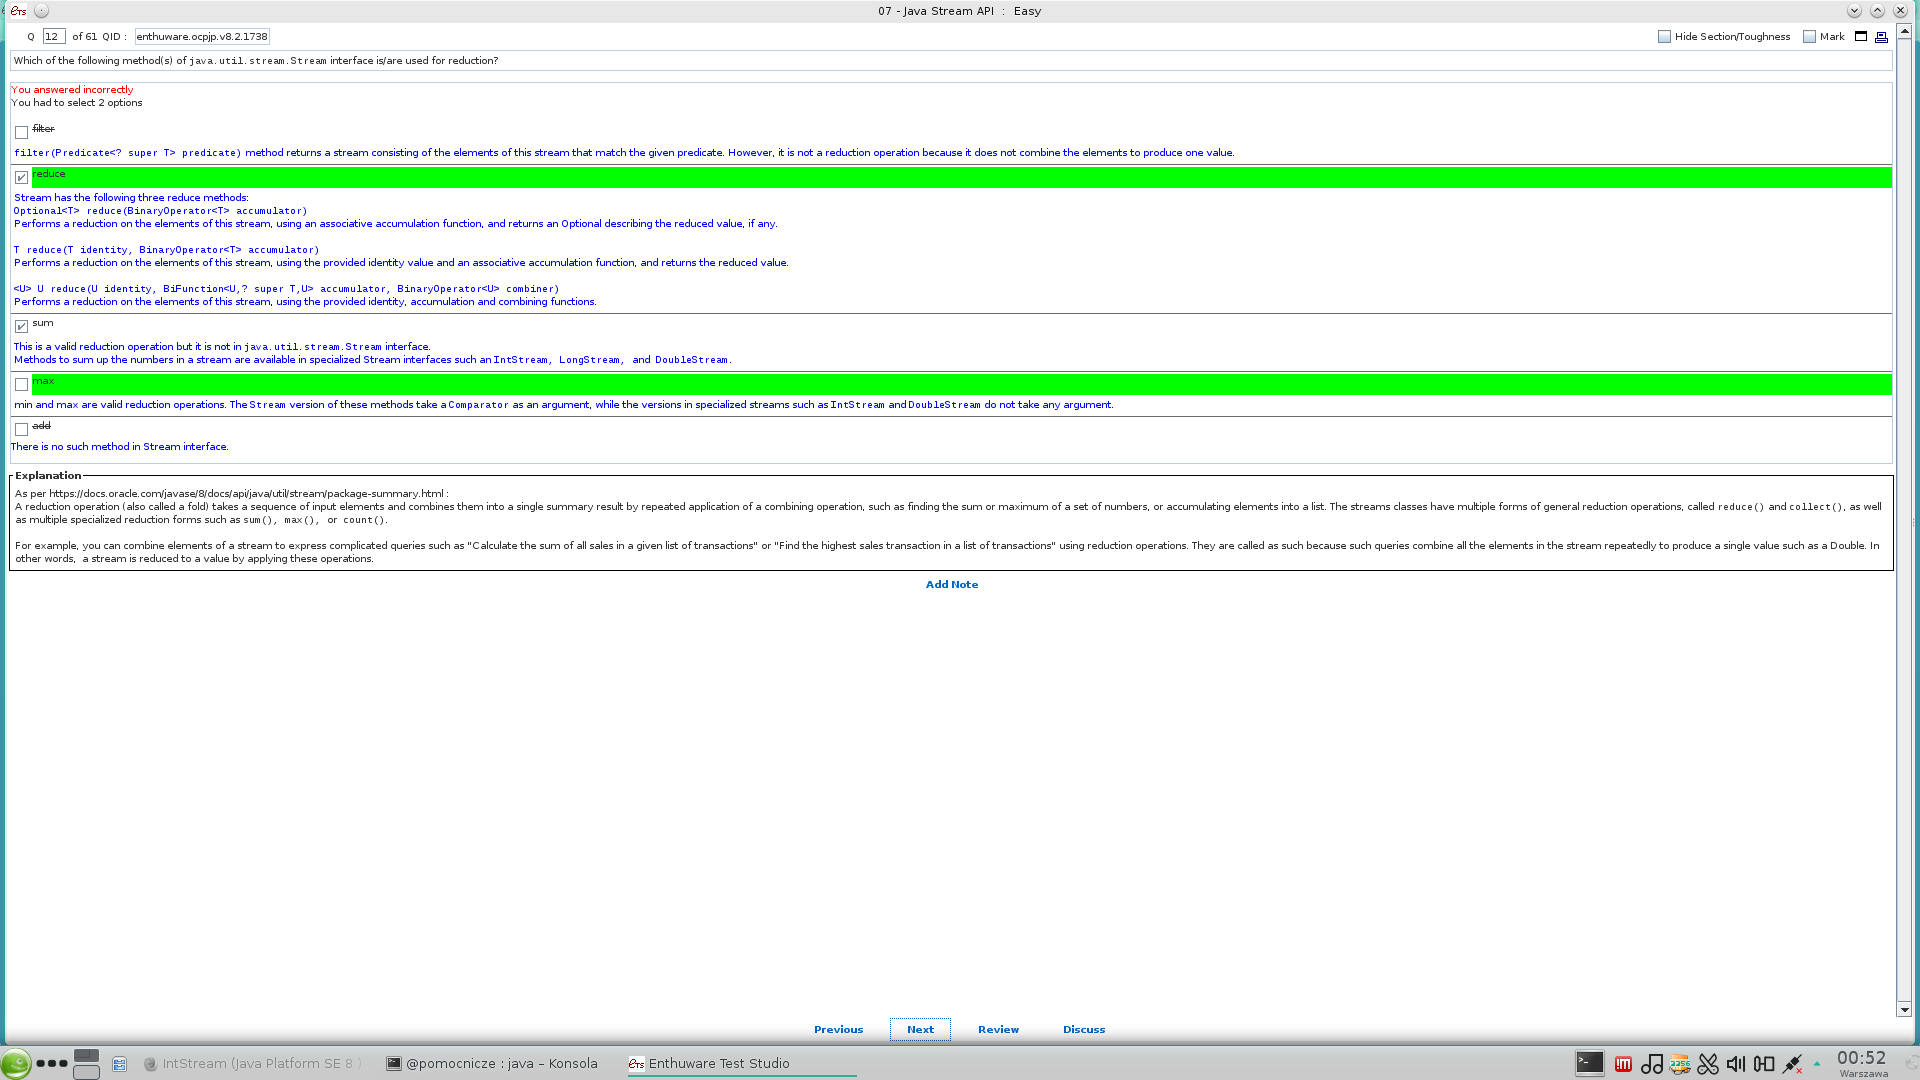 ETS
07 - Java Stream API : Easy
Q 12 of 61 QID : enthuware.ocpjp.v8.2.1738
Hide Section/Toughness Mark
Which of the following method(s) of java.util.stream.Stream interface is/are used for reduction?
You answered incorrectly
You had to select 2 options
filter
filter(Predicate<? super T> predicate) method returns a stream consisting of the elements of this stream that match the given predicate. However, it is not a reduction operation because it does not combine the elements to produce one value.
reduce
Stream has the following three reduce methods:
Optional<T> reduce(BinaryOperator<T> accumulator)
Performs a reduction on the elements of this stream, using an associative accumulation function, and returns an Optional describing the reduced value, if any.
T reduce(T identity, BinaryOperator<T> accumulator)
Performs a reduction on the elements of this stream, using the provided identity value and an associative accumulation function, and returns the reduced value.
<U> U reduce(U identity, BiFunction<U,? super T,U> accumulator, BinaryOperator<U> combiner)
Performs a reduction on the elements of this stream, using the provided identity, accumulation and combining functions.
sum
This is a valid reduction operation but it is not in java.util.stream.Stream interface.
Methods to sum up the numbers in a stream are available in specialized Stream interfaces such an IntStream, LongStream, and DoubleStream.
max
min and max are valid reduction operations. The Stream version of these methods take a Comparator as an argument, while the versions in specialized streams such as IntStream and DoubleStream do not take any argument.
add
There is no such method in Stream interface.
Explanation
As per https://docs.oracle.com/javase/8/docs/api/java/util/stream/package-summary.html :
A reduction operation (also called a fold) takes a sequence of input elements and combines them into a single summary result by repeated application of a combining operation, such as finding the sum or maximum of a set of numbers, or accumulating elements into a list. The streams classes have multiple forms of general reduction operations, called reduce() and collect(), as well
as multiple specialized reduction forms such as sum(), max(), or count().
For example, you can combine elements of a stream to express complicated queries such as "Calculate the sum of all sales in a given list of transactions" or "Find the highest sales transaction in a list of transactions" using reduction operations. They are called as such because such queries combine all the elements in the stream repeatedly to produce a single value such as a Double. In
other words, a stream is reduced to a value by applying these operations.
Add Note
Previous Next Review Discuss
IntStream (Java Platform SE 8 ) @pomocnicze : java – Konsola ETS Enthuware Test Studio 00:52
Warszawa